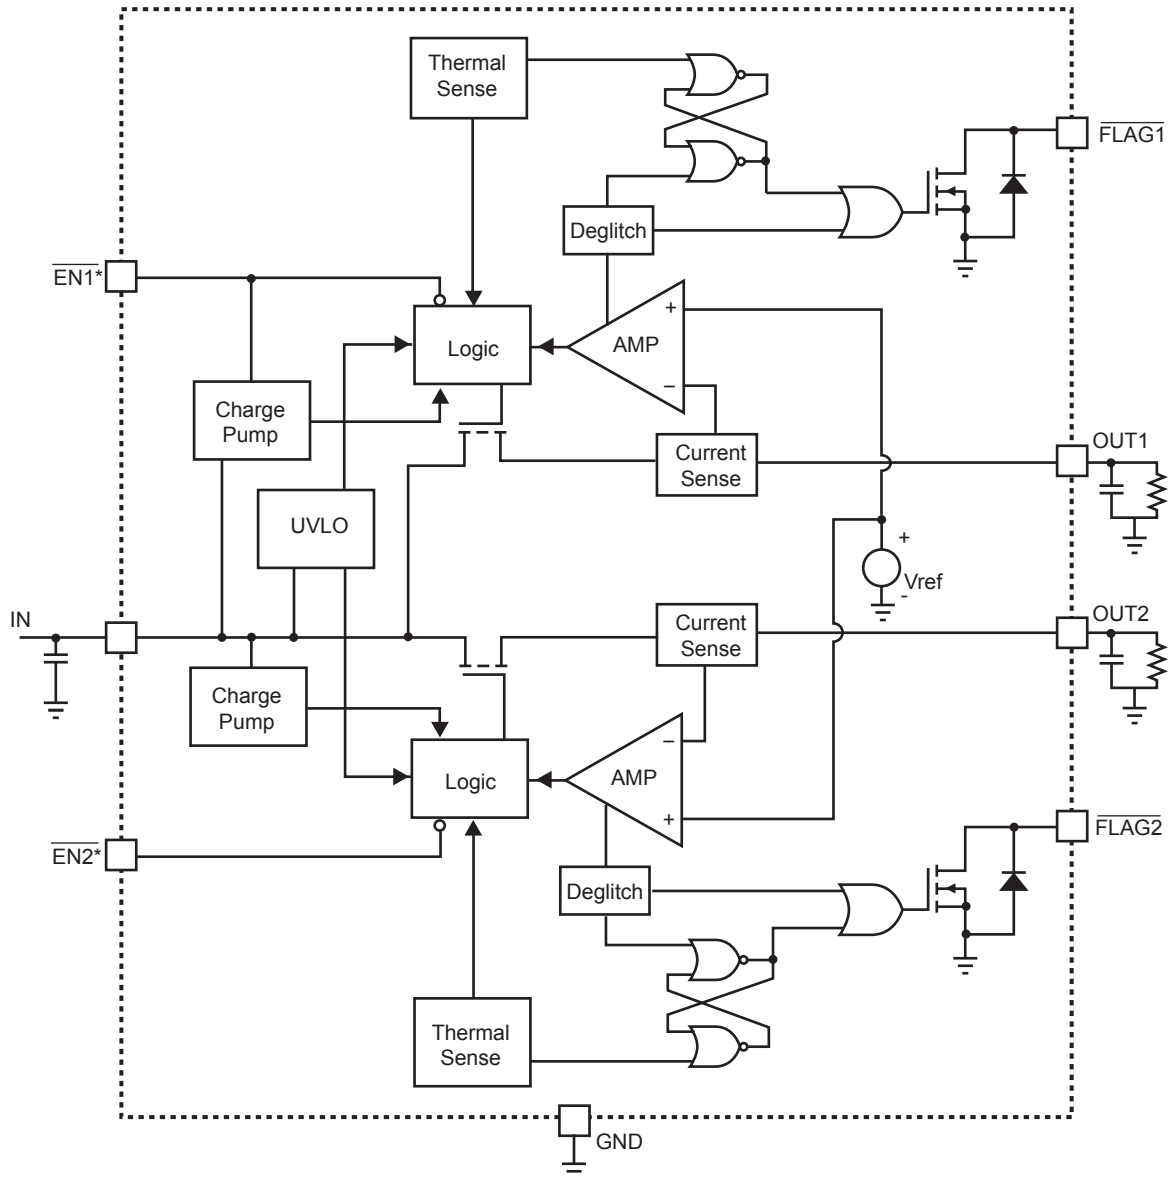 Thermal
Sense
FLAG1
Deglitch
EN1*
+
AMP
Logic
−
Charge
Pump
Current
Sense
OUT1
UVLO
+
Vref
-
IN
Current
Sense
OUT2
Charge
Pump
−
AMP
Logic
+
FLAG2
EN2*
Deglitch
Thermal
Sense
GND